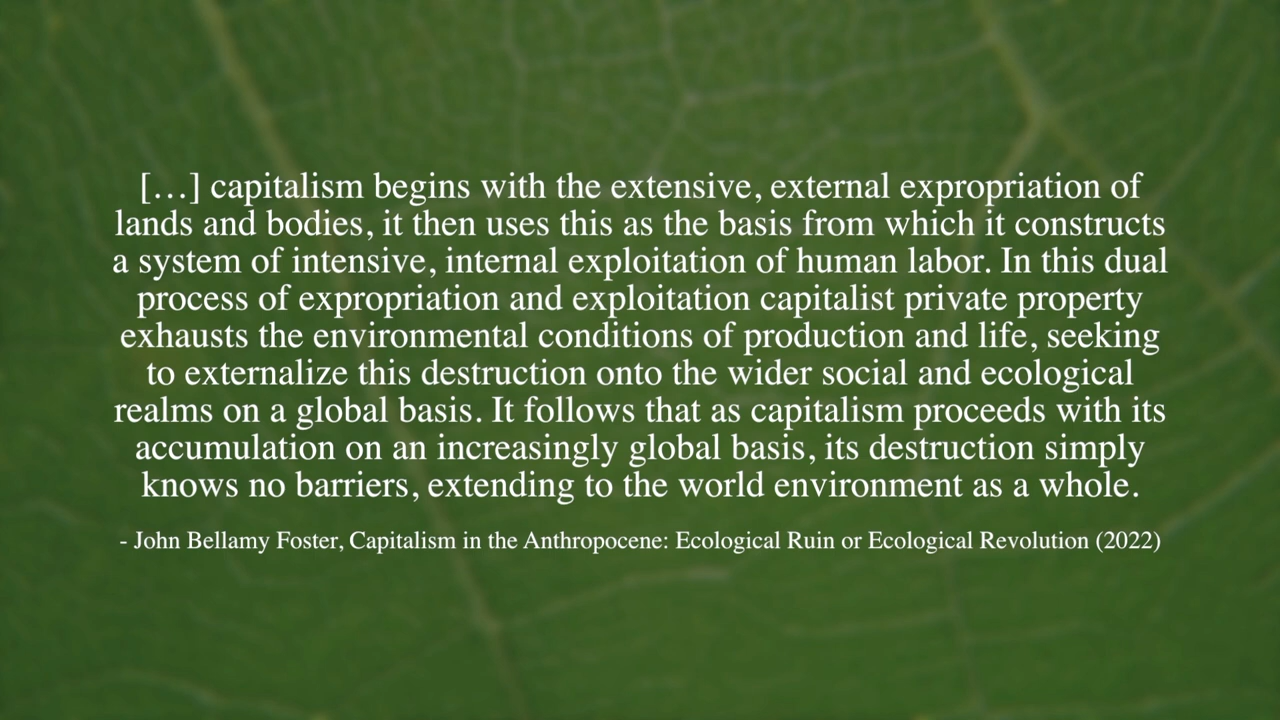 […] capitalism begins with the extensive, external expropriation of
lands and bodies, it then uses this as the basis from which it constructs
a system of intensive, internal exploitation of human labor. In this dual
process of expropriation and exploitation capitalist private property
exhausts the environmental conditions of production and life, seeking
to externalize this destruction onto the wider social and ecological
realms on a global basis. It follows that as capitalism proceeds with its
accumulation on an increasingly global basis, its destruction simply
knows no barriers, extending to the world environment as a whole.
- John Bellamy Foster, Capitalism in the Anthropocene: Ecological Ruin or Ecological Revolution (2022)